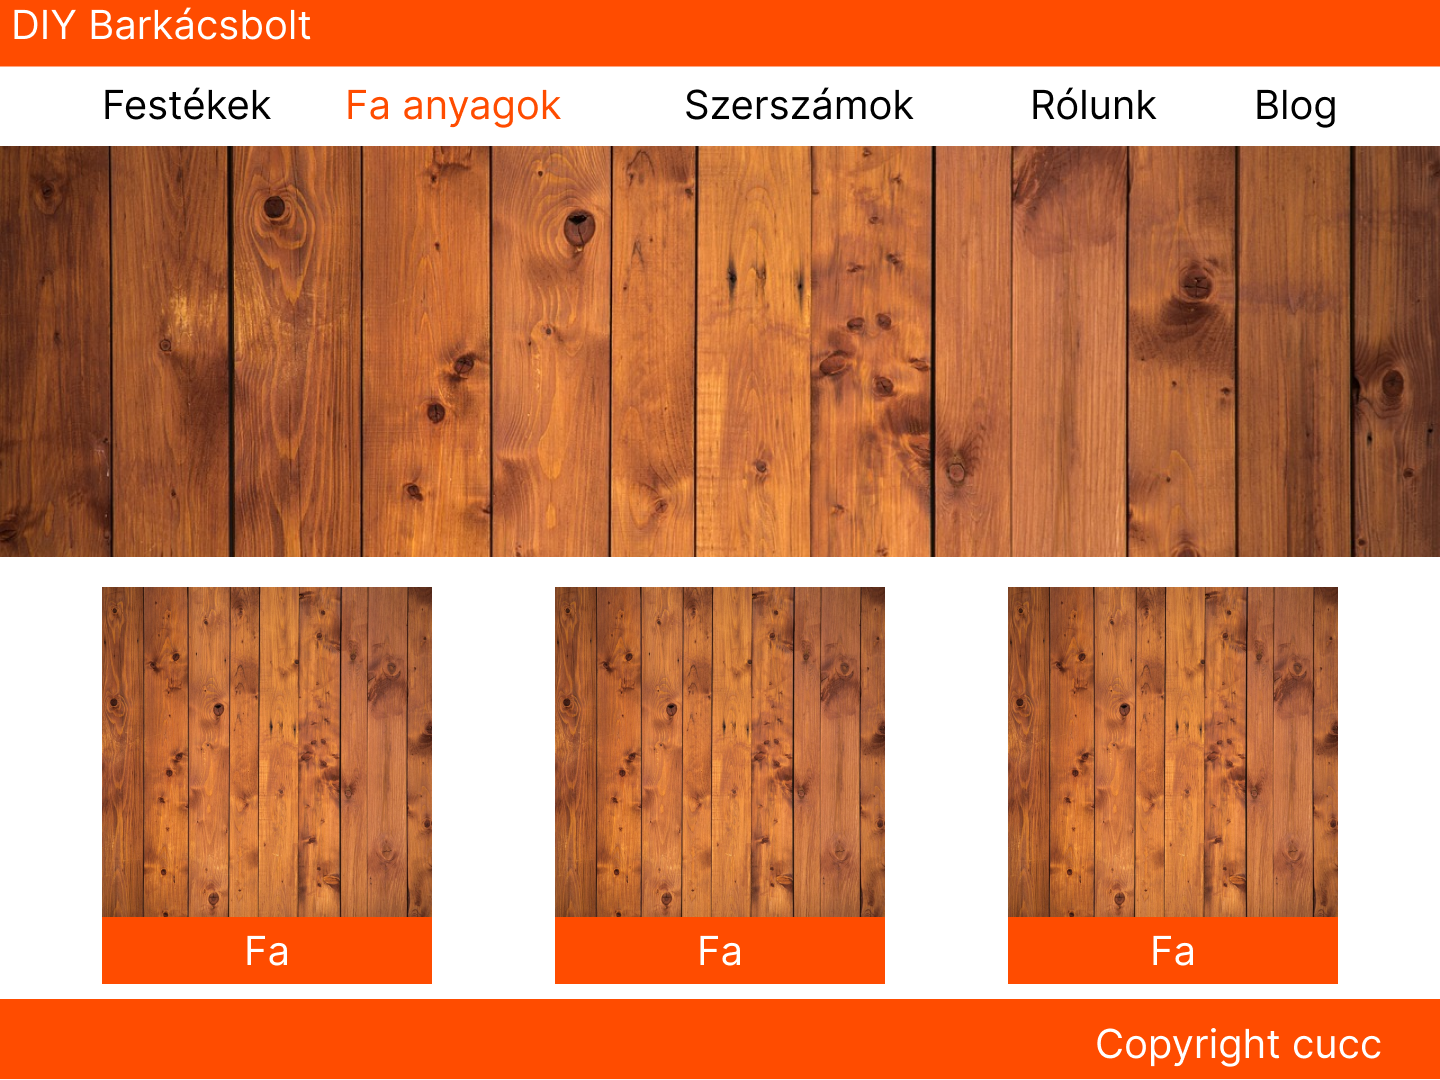 DIY Barkácsbolt
Festékek Fa anyagok Szerszámok Rólunk Blog
Fa Fa Fa
Copyright cucc